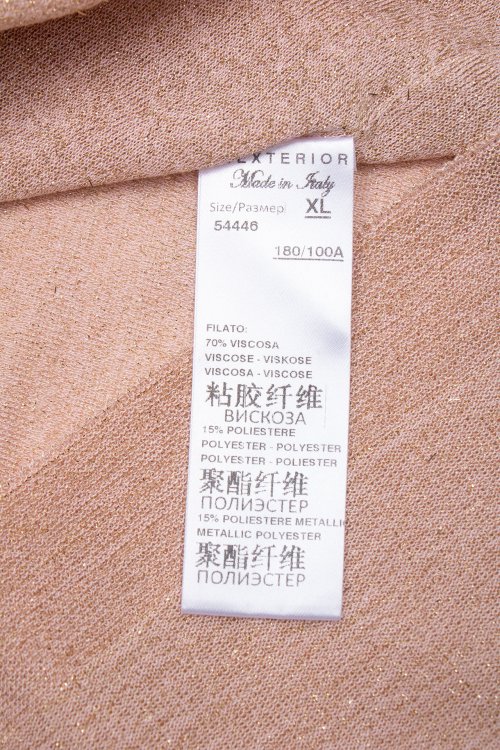 EXTERIOR
Made in Italy
Size/Размер XL
54446
180/100A
FILATO:
70% VISCOSA
VISCOSE - VISKOSE
VISCOSA - VISCOSE
粘胶纤维
ВИСКОЗА
15% POLIESTERE
POLYESTER - POLYESTER
POLYESTER - POLIESTER
聚酯纤维
ПОЛИЭСТЕР
15% POLIESTERE METALLIC
METALLIC POLYESTER
聚酯纤维
ПОЛИЭСТЕР